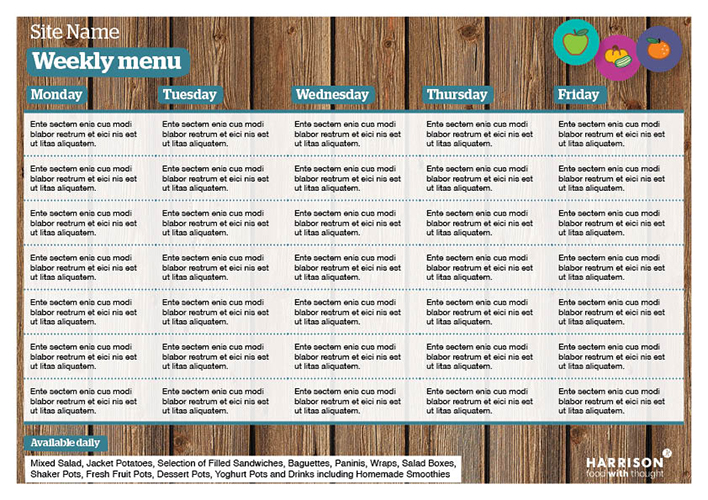 Site Name
Weekly menu
Monday Tuesday Wednesday Thursday Friday
Ente sectem enis cus modi Ente sectem enis cus modi Ente sectem enis cus modi Ente sectem enis cus modi Ente sectem enis cus modi
blabor restrum et eici nis est blabor restrum et eici nis est blabor restrum et eici nis est blabor restrum et eici nis est blabor restrum et eici nis est
ut litas aliquatem. ut litas aliquatem. ut litas aliquatem. ut litas aliquatem. ut litas aliquatem.
Ente sectem enis cus modi Ente sectem enis cus modi Ente sectem enis cus modi Ente sectem enis cus modi Ente sectem enis cus modi
blabor restrum et eici nis est blabor restrum et eici nis est blabor restrum et eici nis est blabor restrum et eici nis est blabor restrum et eici nis est
ut litas aliquatem. ut litas aliquatem. ut litas aliquatem. ut litas aliquatem. ut litas aliquatem.
Ente sectem enis cus modi Ente sectem enis cus modi Ente sectem enis cus modi Ente sectem enis cus modi Ente sectem enis cus modi
blabor restrum et eici nis est blabor restrum et eici nis est blabor restrum et eici nis est blabor restrum et eici nis est blabor restrum et eici nis est
ut litas aliquatem. ut litas aliquatem. ut litas aliquatem. ut litas aliquatem. ut litas aliquatem.
Ente sectem enis cus modi Ente sectem enis cus modi Ente sectem enis cus modi Ente sectem enis cus modi Ente sectem enis cus modi
blabor restrum et eici nis est blabor restrum et eici nis est blabor restrum et eici nis est blabor restrum et eici nis est blabor restrum et eici nis est
ut litas aliquatem. ut litas aliquatem. ut litas aliquatem. ut litas aliquatem. ut litas aliquatem.
Ente sectem enis cus modi Ente sectem enis cus modi Ente sectem enis cus modi Ente sectem enis cus modi Ente sectem enis cus modi
blabor restrum et eici nis est blabor restrum et eici nis est blabor restrum et eici nis est blabor restrum et eici nis est blabor restrum et eici nis est
ut litas aliquatem. ut litas aliquatem. ut litas aliquatem. ut litas aliquatem. ut litas aliquatem.
Ente sectem enis cus modi Ente sectem enis cus modi Ente sectem enis cus modi Ente sectem enis cus modi Ente sectem enis cus modi
blabor restrum et eici nis est blabor restrum et eici nis est blabor restrum et eici nis est blabor restrum et eici nis est blabor restrum et eici nis est
ut litas aliquatem. ut litas aliquatem. ut litas aliquatem. ut litas aliquatem. ut litas aliquatem.
Ente sectem enis cus modi Ente sectem enis cus modi Ente sectem enis cus modi Ente sectem enis cus modi Ente sectem enis cus modi
blabor restrum et eici nis est blabor restrum et eici nis est blabor restrum et eici nis est blabor restrum et eici nis est blabor restrum et eici nis est
ut litas aliquatem. ut litas aliquatem. ut litas aliquatem. ut litas aliquatem. ut litas aliquatem.
Available daily
Mixed Salad, Jacket Potatoes, Selection of Filled Sandwiches, Baguettes, Paninis, Wraps, Salad Boxes,
Shaker Pots, Fresh Fruit Pots, Dessert Pots, Yoghurt Pots and Drinks including Homemade Smoothies
HARRISON
food with thought